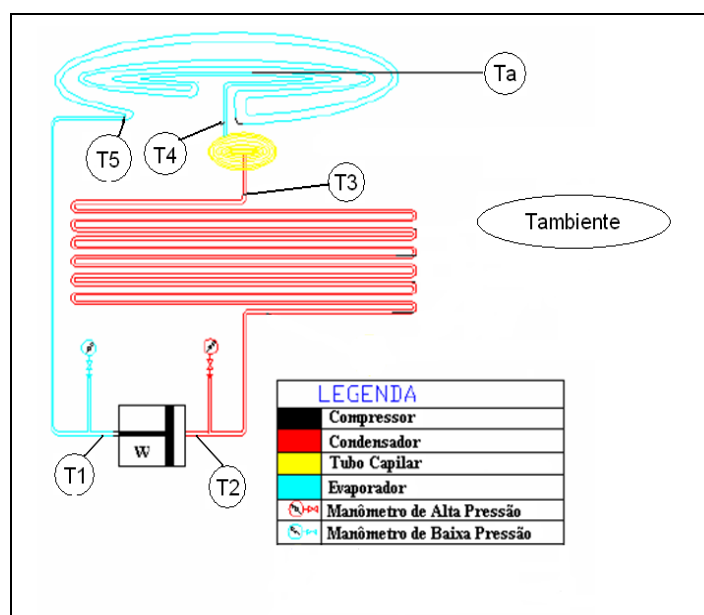 Ta
T5
T4
T3
Tambiente
W
T1
T2
LEGENDA
Compressor
Condensador
Tubo Capilar
Evaporador
Manômetro de Alta Pressão
Manômetro de Baixa Pressão